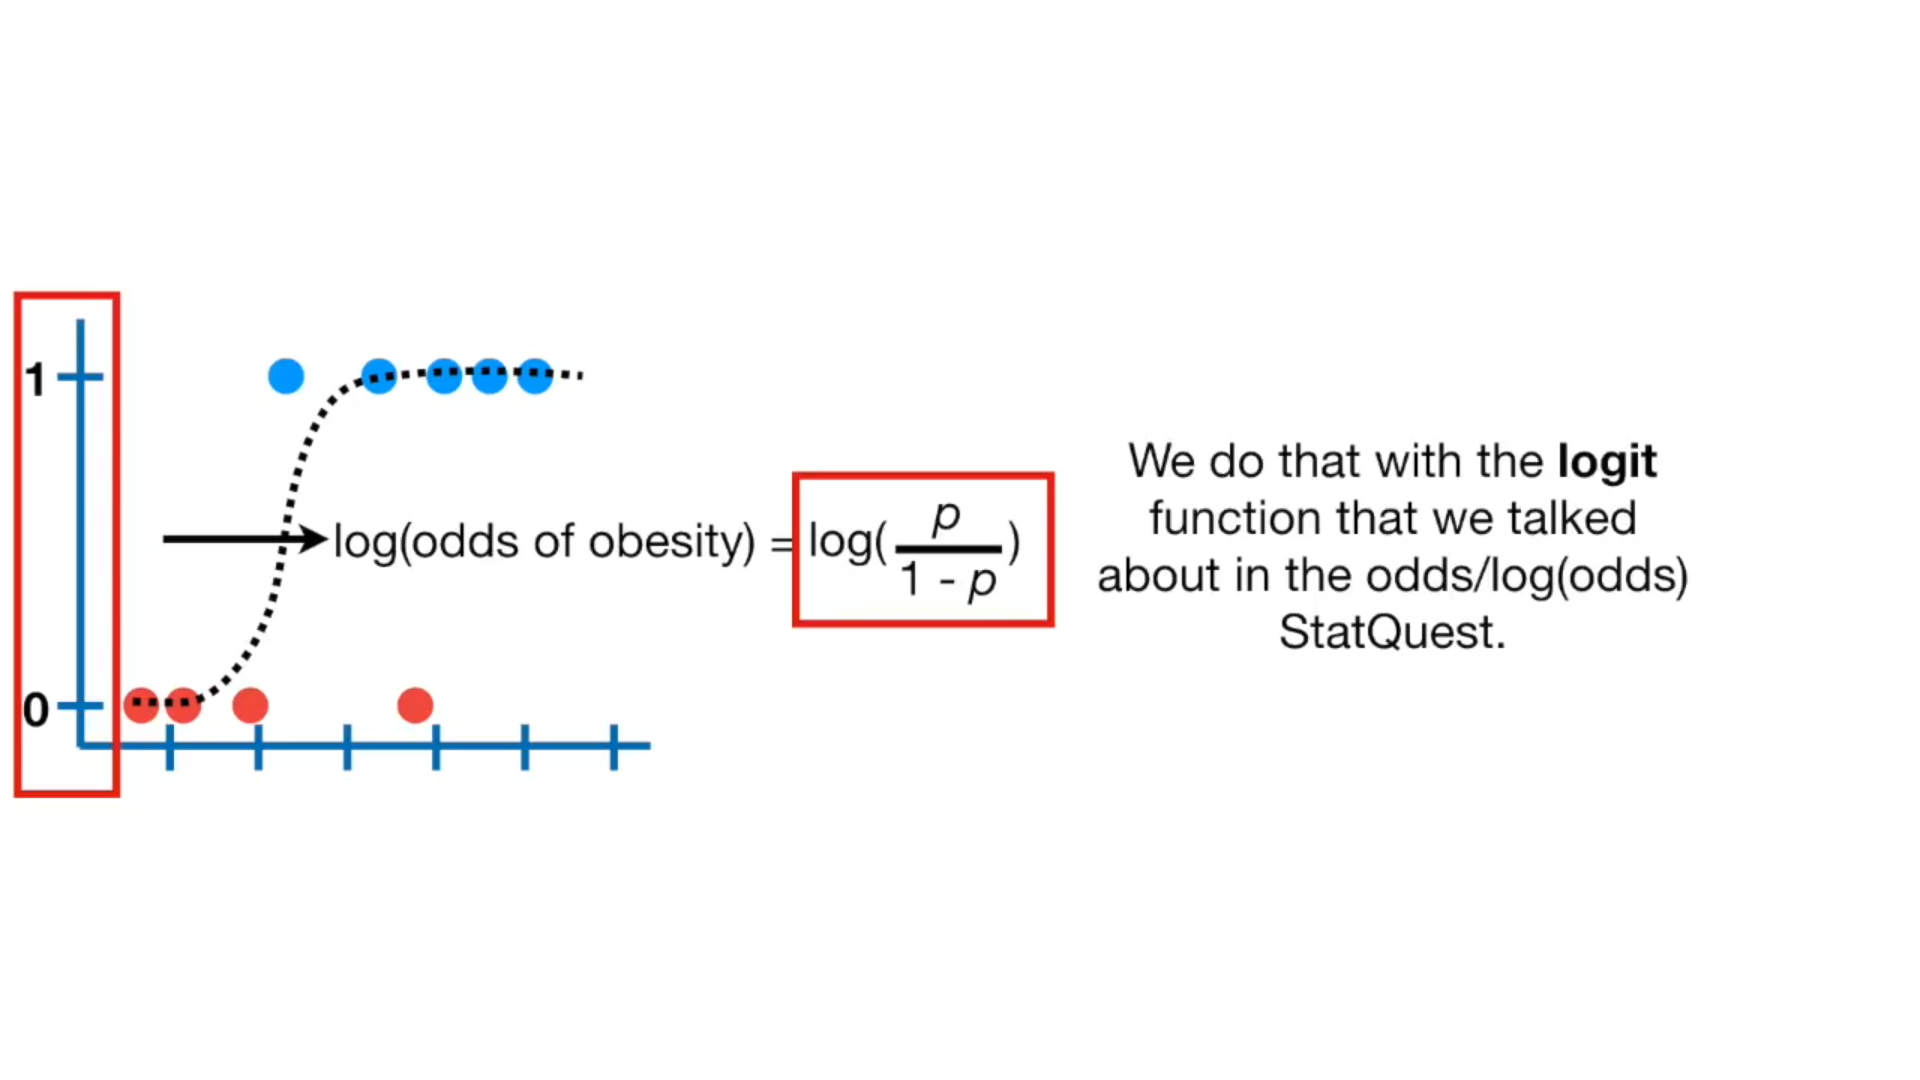 1
0
log(odds of obesity) = log( p / 1 - p )
We do that with the logit
function that we talked
about in the odds/log(odds)
StatQuest.